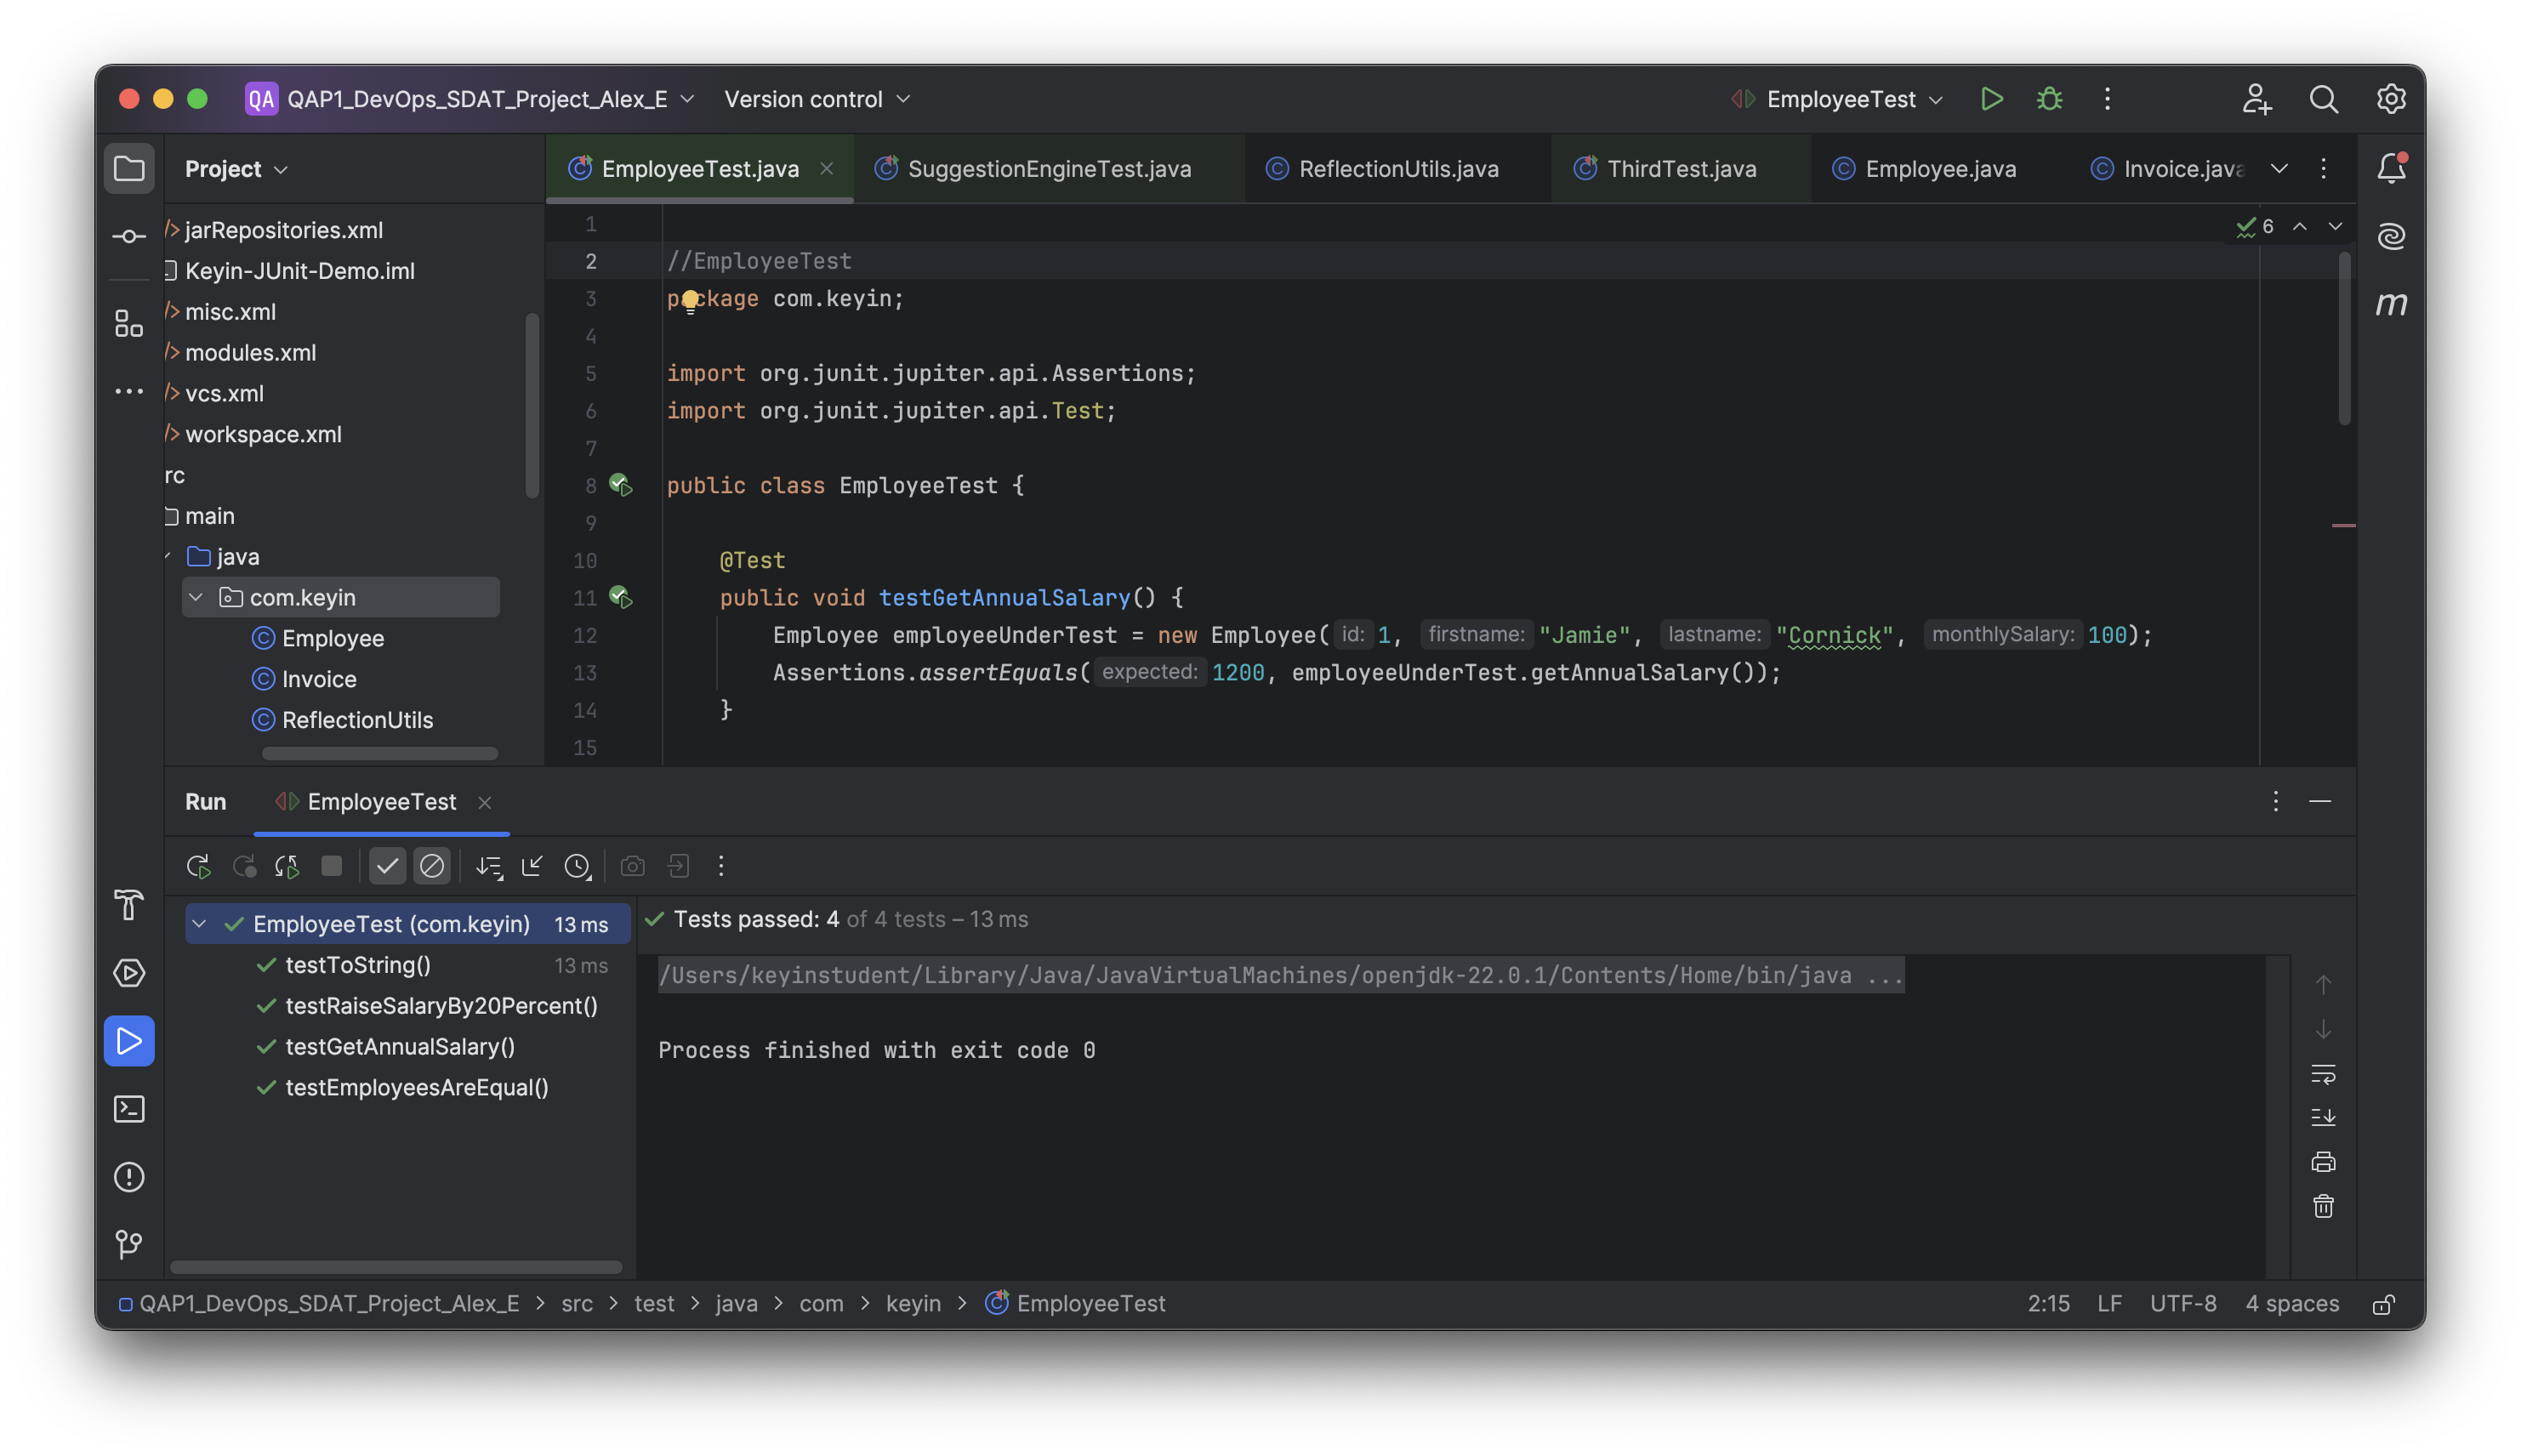 QA QAP1_DevOps_SDAT_Project_Alex_E Version control EmployeeTest
Project
EmployeeTest.java SuggestionEngineTest.java ReflectionUtils.java ThirdTest.java Employee.java Invoice.java
jarRepositories.xml
Keyin-JUnit-Demo.iml
misc.xml
modules.xml
vcs.xml
workspace.xml
rc
main
java
com.keyin
Employee
Invoice
ReflectionUtils
6
1
2 //EmployeeTest
3 package com.keyin;
4
5 import org.junit.jupiter.api.Assertions;
6 import org.junit.jupiter.api.Test;
7
8 public class EmployeeTest {
9
10 @Test
11 public void testGetAnnualSalary() {
12 Employee employeeUnderTest = new Employee( id: 1, firstname: "Jamie", lastname: "Cornick", monthlySalary: 100);
13 Assertions.assertEquals( expected: 1200, employeeUnderTest.getAnnualSalary());
14 }
15
m
Run EmployeeTest
EmployeeTest (com.keyin) 13 ms
testToString() 13 ms
testRaiseSalaryBy20Percent()
testGetAnnualSalary()
testEmployeesAreEqual()
Tests passed: 4 of 4 tests – 13 ms
/Users/keyinstudent/Library/Java/JavaVirtualMachines/openjdk-22.0.1/Contents/Home/bin/java ...
Process finished with exit code 0
QAP1_DevOps_SDAT_Project_Alex_E > src > test > java > com > keyin > EmployeeTest
2:15 LF UTF-8 4 spaces